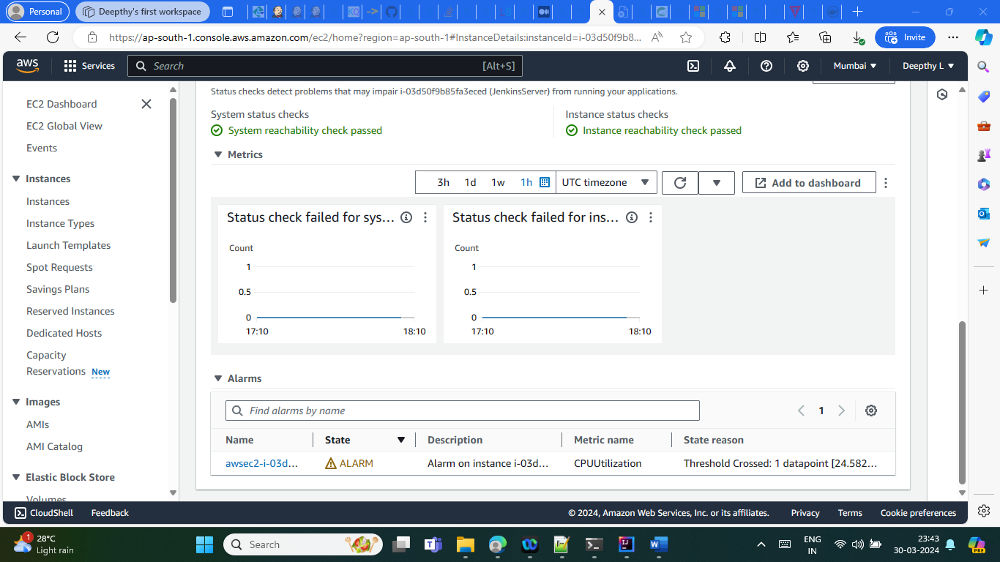 Personal
Deepthy's first workspace
https://ap-south-1.console.aws.amazon.com/ec2/home?region=ap-south-1#InstanceDetails:instanceId=i-03d50f9b8...
Invite
aws
Services
Search
[Alt+S]
Mumbai
Deepthy L
EC2 Dashboard
EC2 Global View
Events
Instances
Instances
Instance Types
Launch Templates
Spot Requests
Savings Plans
Reserved Instances
Dedicated Hosts
Capacity
Reservations New
Images
AMIs
AMI Catalog
Elastic Block Store
Volumes
Status checks detect problems that may impair i-03d50f9b85fa3eced (JenkinsServer) from running your applications.
System status checks
System reachability check passed
Instance status checks
Instance reachability check passed
Metrics
3h 1d 1w 1h
UTC timezone
Add to dashboard
Status check failed for sys...
Count
1
0.5
0
17:10 18:10
Status check failed for ins...
Count
1
0.5
0
17:10 18:10
Alarms
Find alarms by name
1
Name State Description Metric name State reason
awsec2-i-03d... ALARM Alarm on instance i-03d... CPUUtilization Threshold Crossed: 1 datapoint [24.582...
CloudShell Feedback
© 2024, Amazon Web Services, Inc. or its affiliates. Privacy Terms Cookie preferences
1
28°C
Light rain
Search
ENG
IN
23:43
30-03-2024